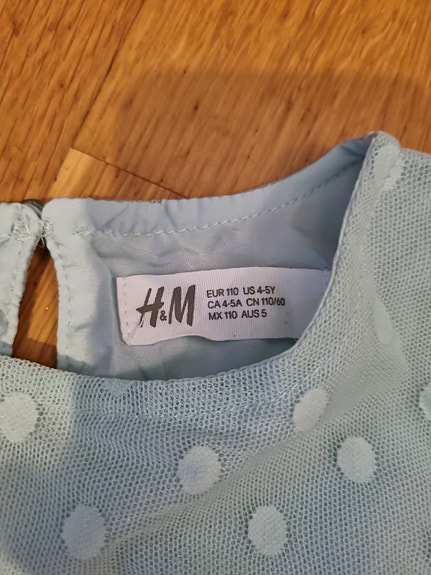 H&M
EUR 110 US 4-5Y
CA 4-5A CN 110/60
MX 110 AUS 5